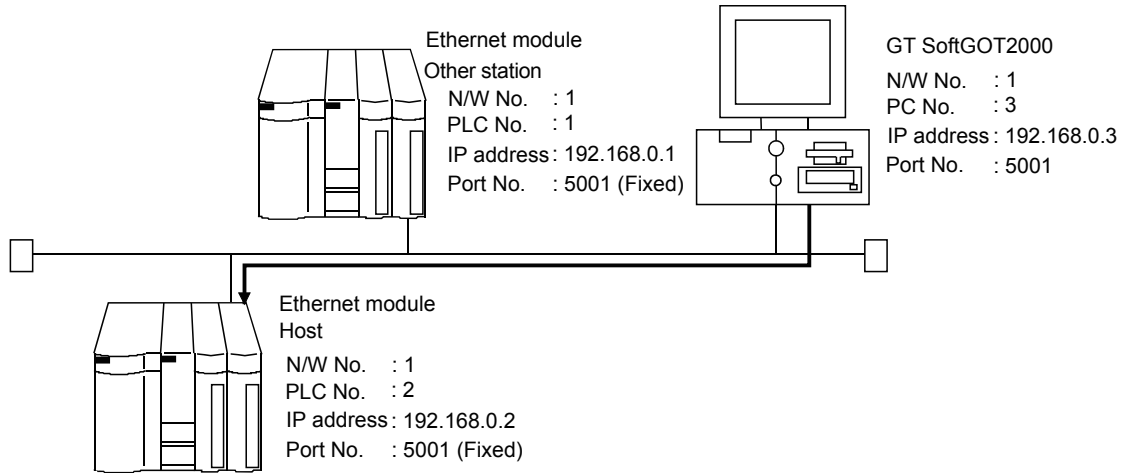 Ethernet module
Other station
N/W No. : 1
PLC No. : 1
IP address : 192.168.0.1
Port No. : 5001 (Fixed)
GT SoftGOT2000
N/W No. : 1
PC No. : 3
IP address : 192.168.0.3
Port No. : 5001
Ethernet module
Host
N/W No. : 1
PLC No. : 2
IP address : 192.168.0.2
Port No. : 5001 (Fixed)